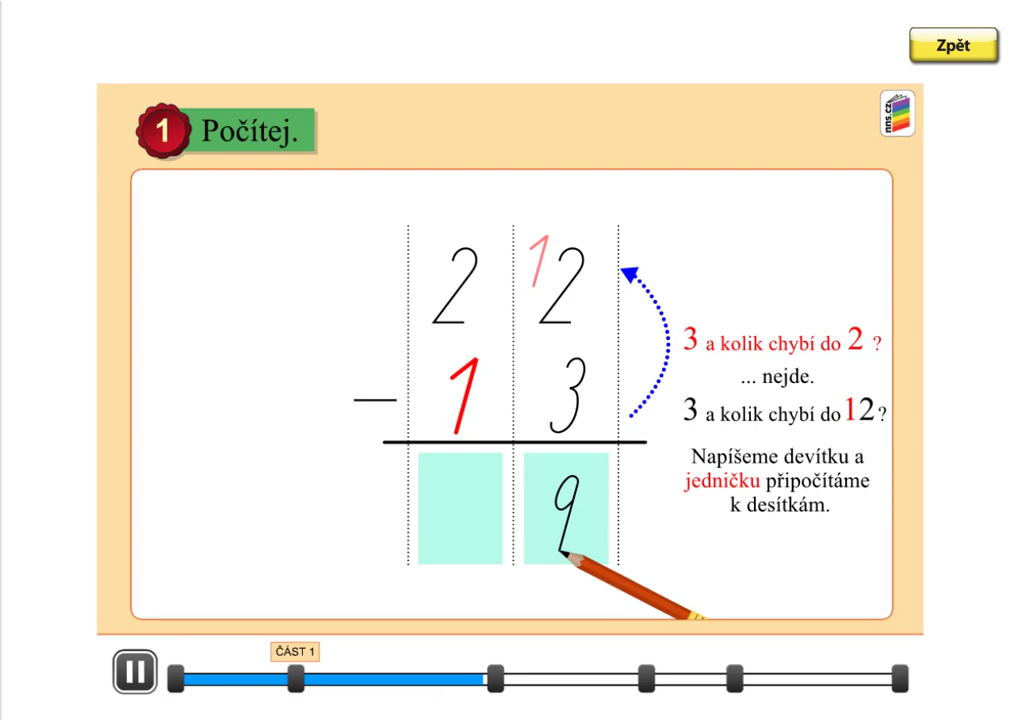 Zpět
1 Počítej.
nns.cz
2 12
3 a kolik chybí do 2 ?
... nejde.
− 1 3
3 a kolik chybí do 12?
Napíšeme devítku a
jedničku připočítáme
k desítkám.
9
ČÁST 1